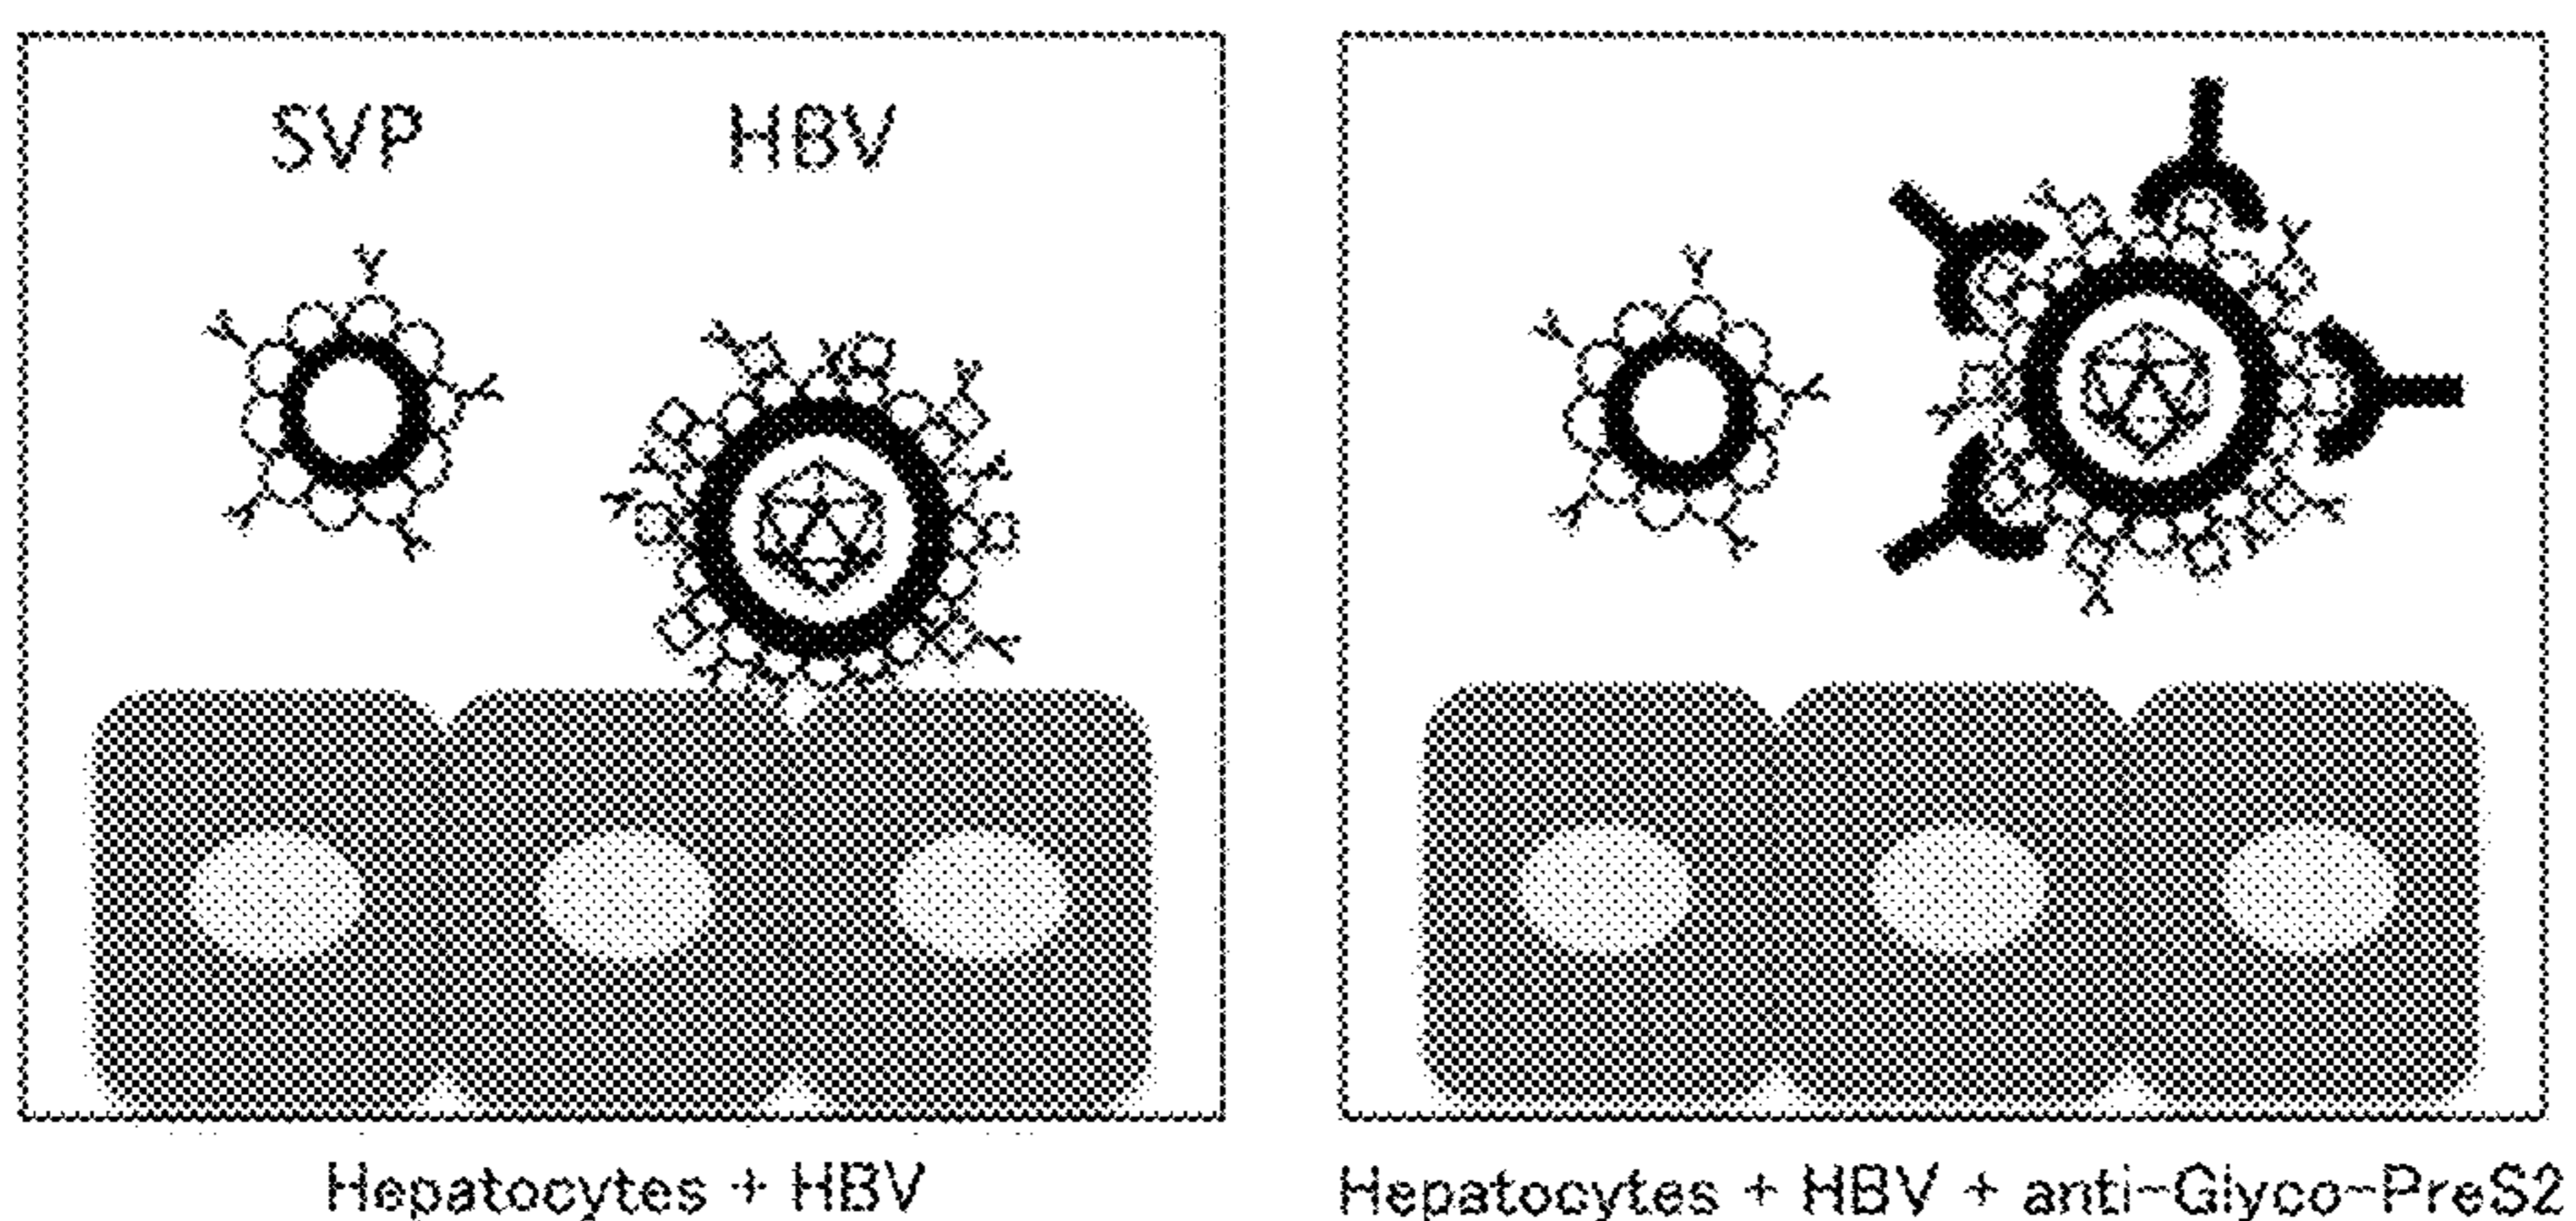 SVP HBV
Hepatocytes + HBV
Hepatocytes + HBV + anti-Glyco-PreS2